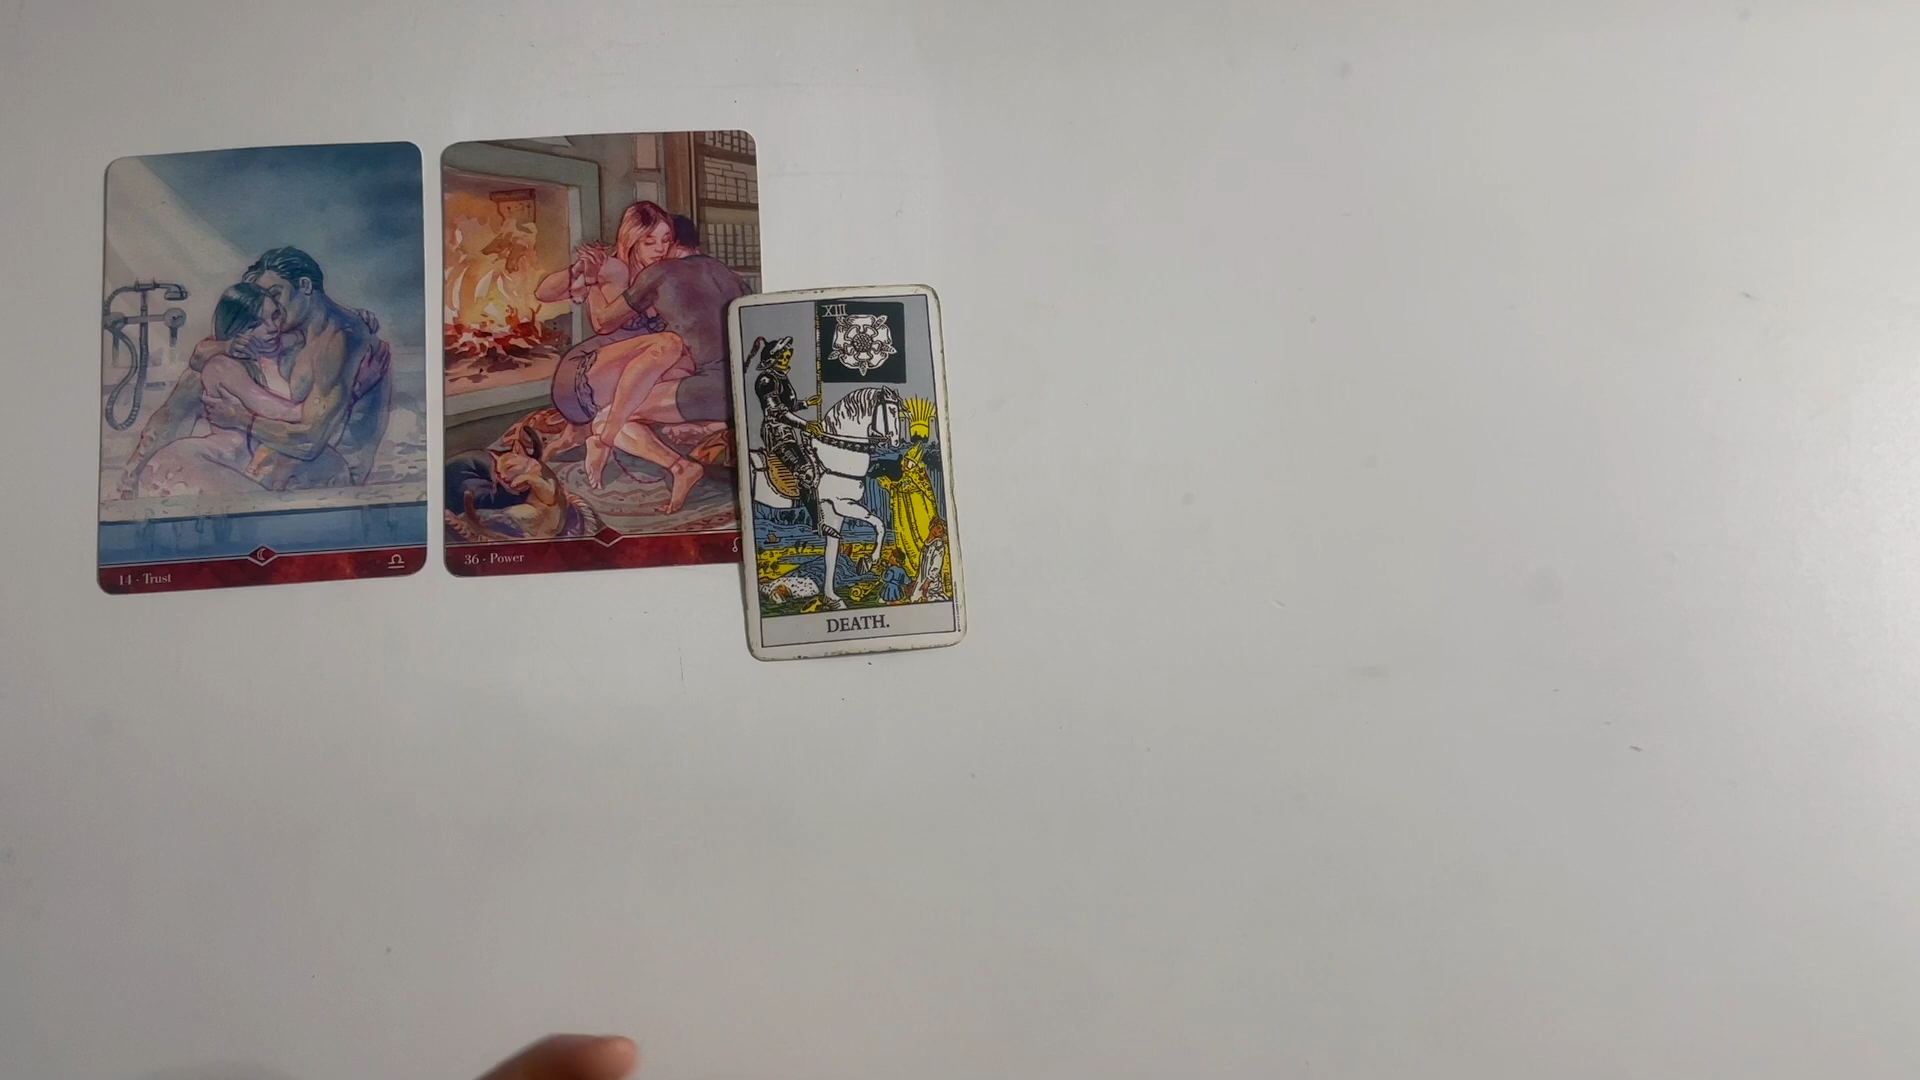 14 · Trust
36 · Power
XIII
DEATH.